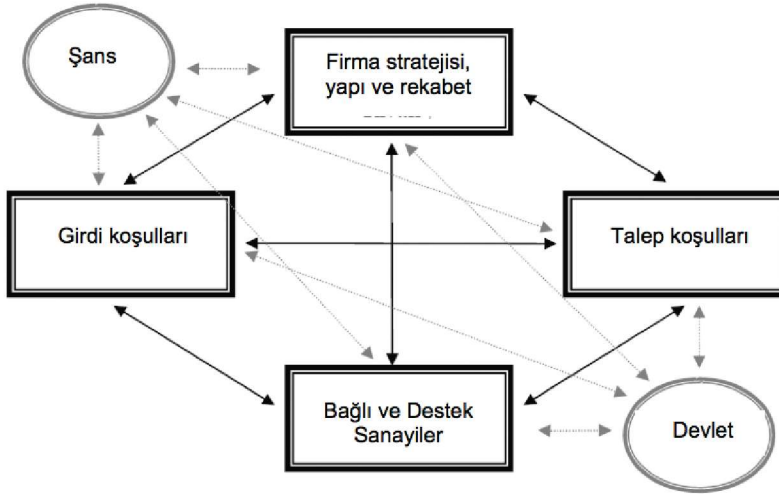 Şans
Firma stratejisi,
yapı ve rekabet
Girdi koşulları
Talep koşulları
Bağlı ve Destek
Sanayiler
Devlet